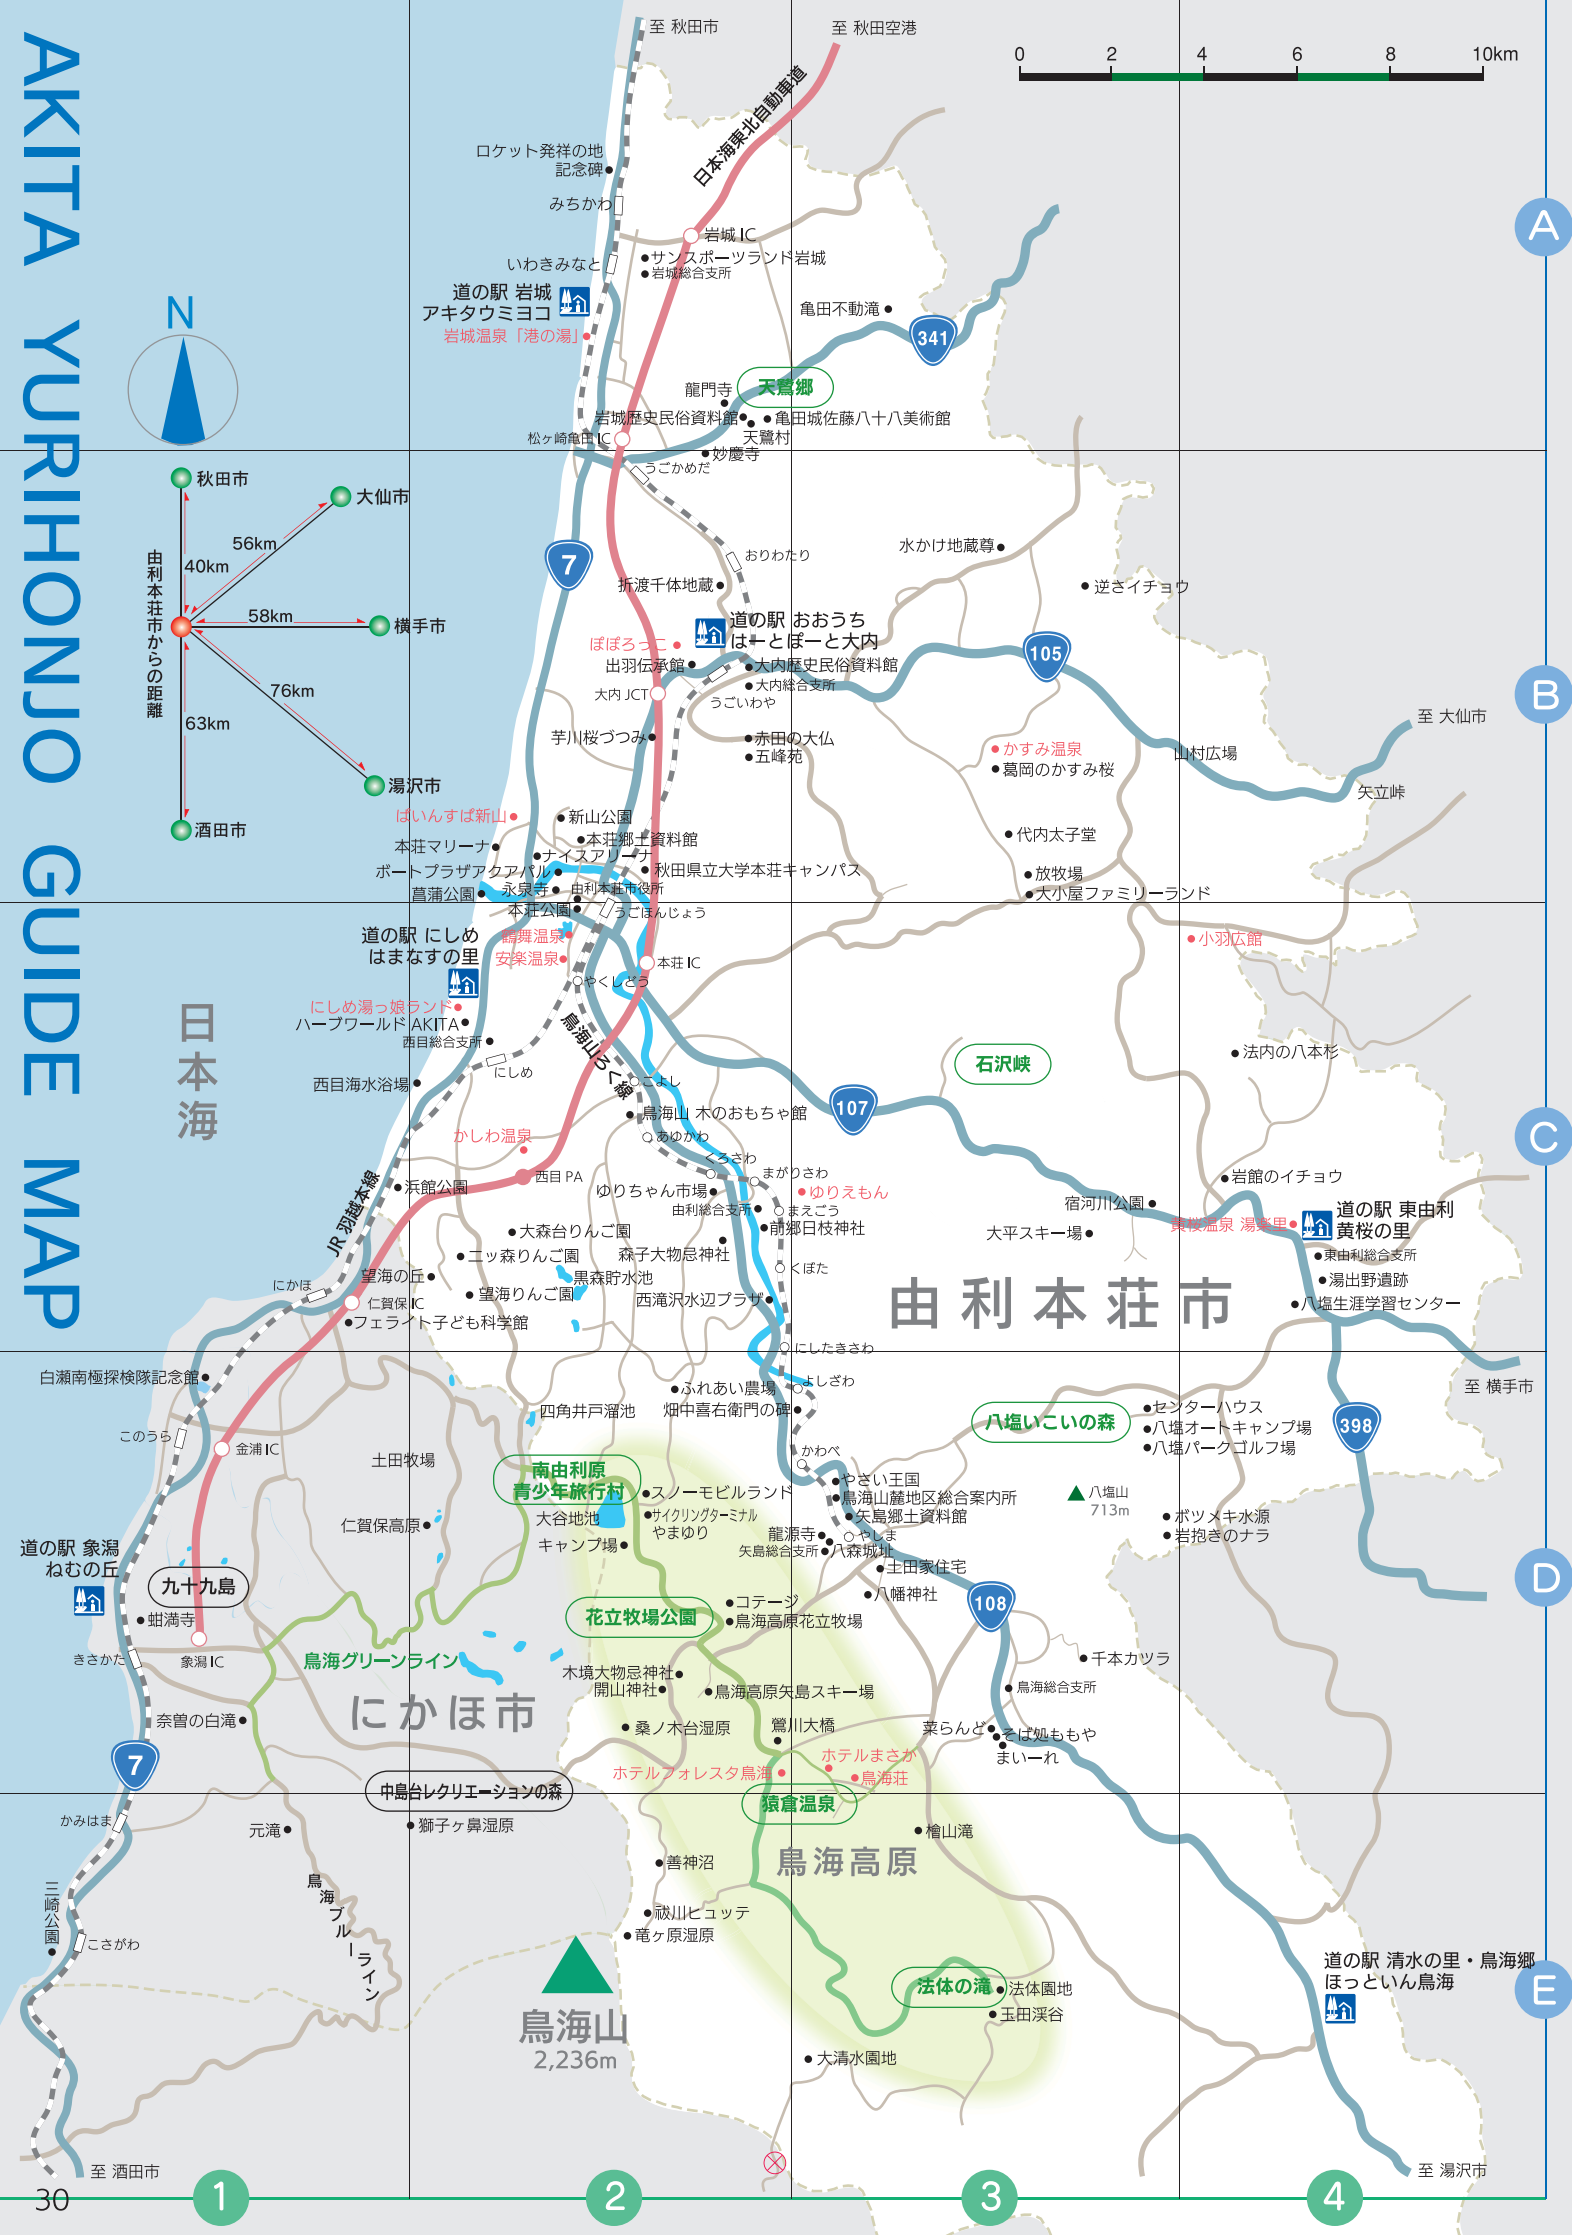 AKITA YURIHONJO GUIDE MAP
至 秋田市
至 秋田空港
0 2 4 6 8 10km
日本海東北自動車道
ロケット発祥の地
記念碑
みちかわ
岩城 IC
サンスポーツランド岩城
岩城総合支所
いわきみなと
道の駅 岩城
アキタウミヨコ
岩城温泉「港の湯」
亀田不動滝
341
A
N
天鷺郷
龍門寺
岩城歴史民俗資料館
亀田城佐藤八十八美術館
天鷺村
松ヶ崎亀田 IC
妙慶寺
うごかめだ
秋田市
大仙市
56km
40km
58km
横手市
由利本荘市からの距離
76km
63km
湯沢市
酒田市
7
おりわたり
水かけ地蔵尊
折渡千体地蔵
逆さイチョウ
道の駅 おおうち
はーとぽーと大内
ぽぽろっこ
出羽伝承館
大内歴史民俗資料館
大内総合支所
105
大内 JCT
うごいわや
B
至 大仙市
芋川桜づつみ
赤田の大仏
五峰苑
かすみ温泉
葛岡のかすみ桜
山村広場
矢立峠
ぱいんすぱ新山
新山公園
本荘郷土資料館
代内太子堂
本荘マリーナ
ナイスアリーナ
ボートプラザアクアパル
秋田県立大学本荘キャンパス
放牧場
菖蒲公園
永泉寺
由利本荘市役所
大小屋ファミリーランド
本荘公園
うごほんじょう
道の駅 にしめ
はまなすの里
鶴舞温泉
安楽温泉
本荘 IC
小羽広館
やくしどう
にしめ湯っ娘ランド
ハーブワールド AKITA
西目総合支所
日本海
鳥海山ろく線
にしめ
石沢峡
法内の八本杉
西目海水浴場
こよし
107
鳥海山 木のおもちゃ館
かしわ温泉
あゆかわ
C
くろさわ
まがりさわ
西目 PA
岩館のイチョウ
JR 羽越本線
浜館公園
ゆりちゃん市場
ゆりえもん
由利総合支所
まえごう
宿河川公園
道の駅 東由利
黄桜の里
黄桜温泉 湯楽里
前郷日枝神社
大平スキー場
大森台りんご園
二ッ森りんご園
森子大物忌神社
東由利総合支所
望海の丘
黒森貯水池
くぼた
湯出野遺跡
にかほ
望海りんご園
西滝沢水辺プラザ
由利本荘市
八塩生涯学習センター
仁賀保 IC
フェライト子ども科学館
にしたきさわ
白瀬南極探検隊記念館
よしざわ
至 横手市
ふれあい農場
畑中喜右衛門の碑
四角井戸溜池
八塩いこいの森
センターハウス
八塩オートキャンプ場
八塩パークゴルフ場
398
このうら
金浦 IC
土田牧場
かわべ
南由利原
青少年旅行村
やさい王国
スノーモビルランド
鳥海山麓地区総合案内所
八塩山
713m
大谷地池
サイクリングターミナル
やまゆり
矢島郷土資料館
ボツメキ水源
仁賀保高原
龍源寺
やしま
岩抱きのナラ
キャンプ場
矢島総合支所
八森城址
道の駅 象潟
ねむの丘
土田家住宅
九十九島
八幡神社
108
D
コテージ
花立牧場公園
鳥海高原花立牧場
蚶満寺
きさかた
象潟 IC
鳥海グリーンライン
千本カツラ
木境大物忌神社
開山神社
鳥海高原矢島スキー場
鳥海総合支所
にかほ市
奈曽の白滝
桑ノ木台湿原
鶯川大橋
菜らんど
そば処ももや
まいーれ
7
ホテルまさか
ホテルフォレスタ鳥海
鳥海荘
中島台レクリエーションの森
猿倉温泉
かみはま
元滝
獅子ヶ鼻湿原
檜山滝
善神沼
鳥海高原
鳥海ブルーライン
三崎公園
祓川ヒュッテ
こさがわ
竜ヶ原湿原
道の駅 清水の里・鳥海郷
ほっといん鳥海
法体の滝
法体園地
E
玉田渓谷
鳥海山
2,236m
大清水園地
至 酒田市
至 湯沢市
30
1
2
3
4